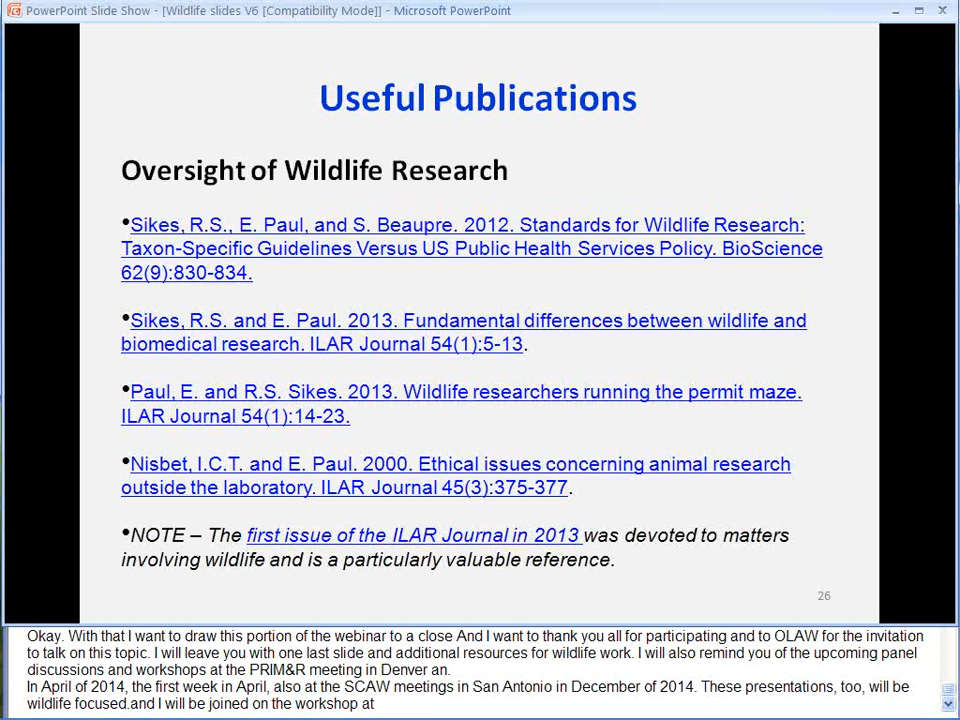 PowerPoint Slide Show - [Wildlife slides V6 [Compatibility Mode]] - Microsoft PowerPoint
Useful Publications
Oversight of Wildlife Research
•Sikes, R.S., E. Paul, and S. Beaupre. 2012. Standards for Wildlife Research:
Taxon-Specific Guidelines Versus US Public Health Services Policy. BioScience
62(9):830-834.
•Sikes, R.S. and E. Paul. 2013. Fundamental differences between wildlife and
biomedical research. ILAR Journal 54(1):5-13.
•Paul, E. and R.S. Sikes. 2013. Wildlife researchers running the permit maze.
ILAR Journal 54(1):14-23.
•Nisbet, I.C.T. and E. Paul. 2000. Ethical issues concerning animal research
outside the laboratory. ILAR Journal 45(3):375-377.
•NOTE – The first issue of the ILAR Journal in 2013 was devoted to matters
involving wildlife and is a particularly valuable reference.
26
Okay. With that I want to draw this portion of the webinar to a close And I want to thank you all for participating and to OLAW for the invitation
to talk on this topic. I will leave you with one last slide and additional resources for wildlife work. I will also remind you of the upcoming panel
discussions and workshops at the PRIM&R meeting in Denver an.
In April of 2014, the first week in April, also at the SCAW meetings in San Antonio in December of 2014. These presentations, too, will be
wildlife focused.and I will be joined on the workshop at